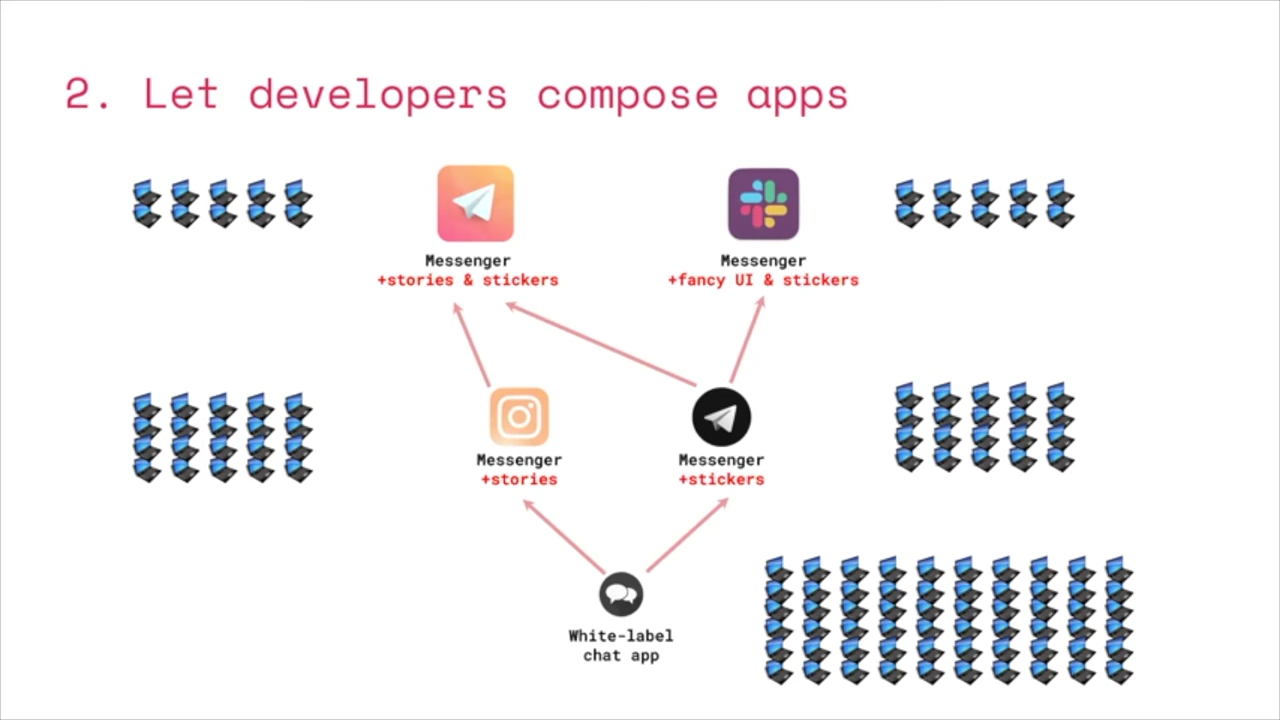 2. Let developers compose apps
Messenger
+stories & stickers
Messenger
+fancy UI & stickers
Messenger
+stories
Messenger
+stickers
White-label
chat app